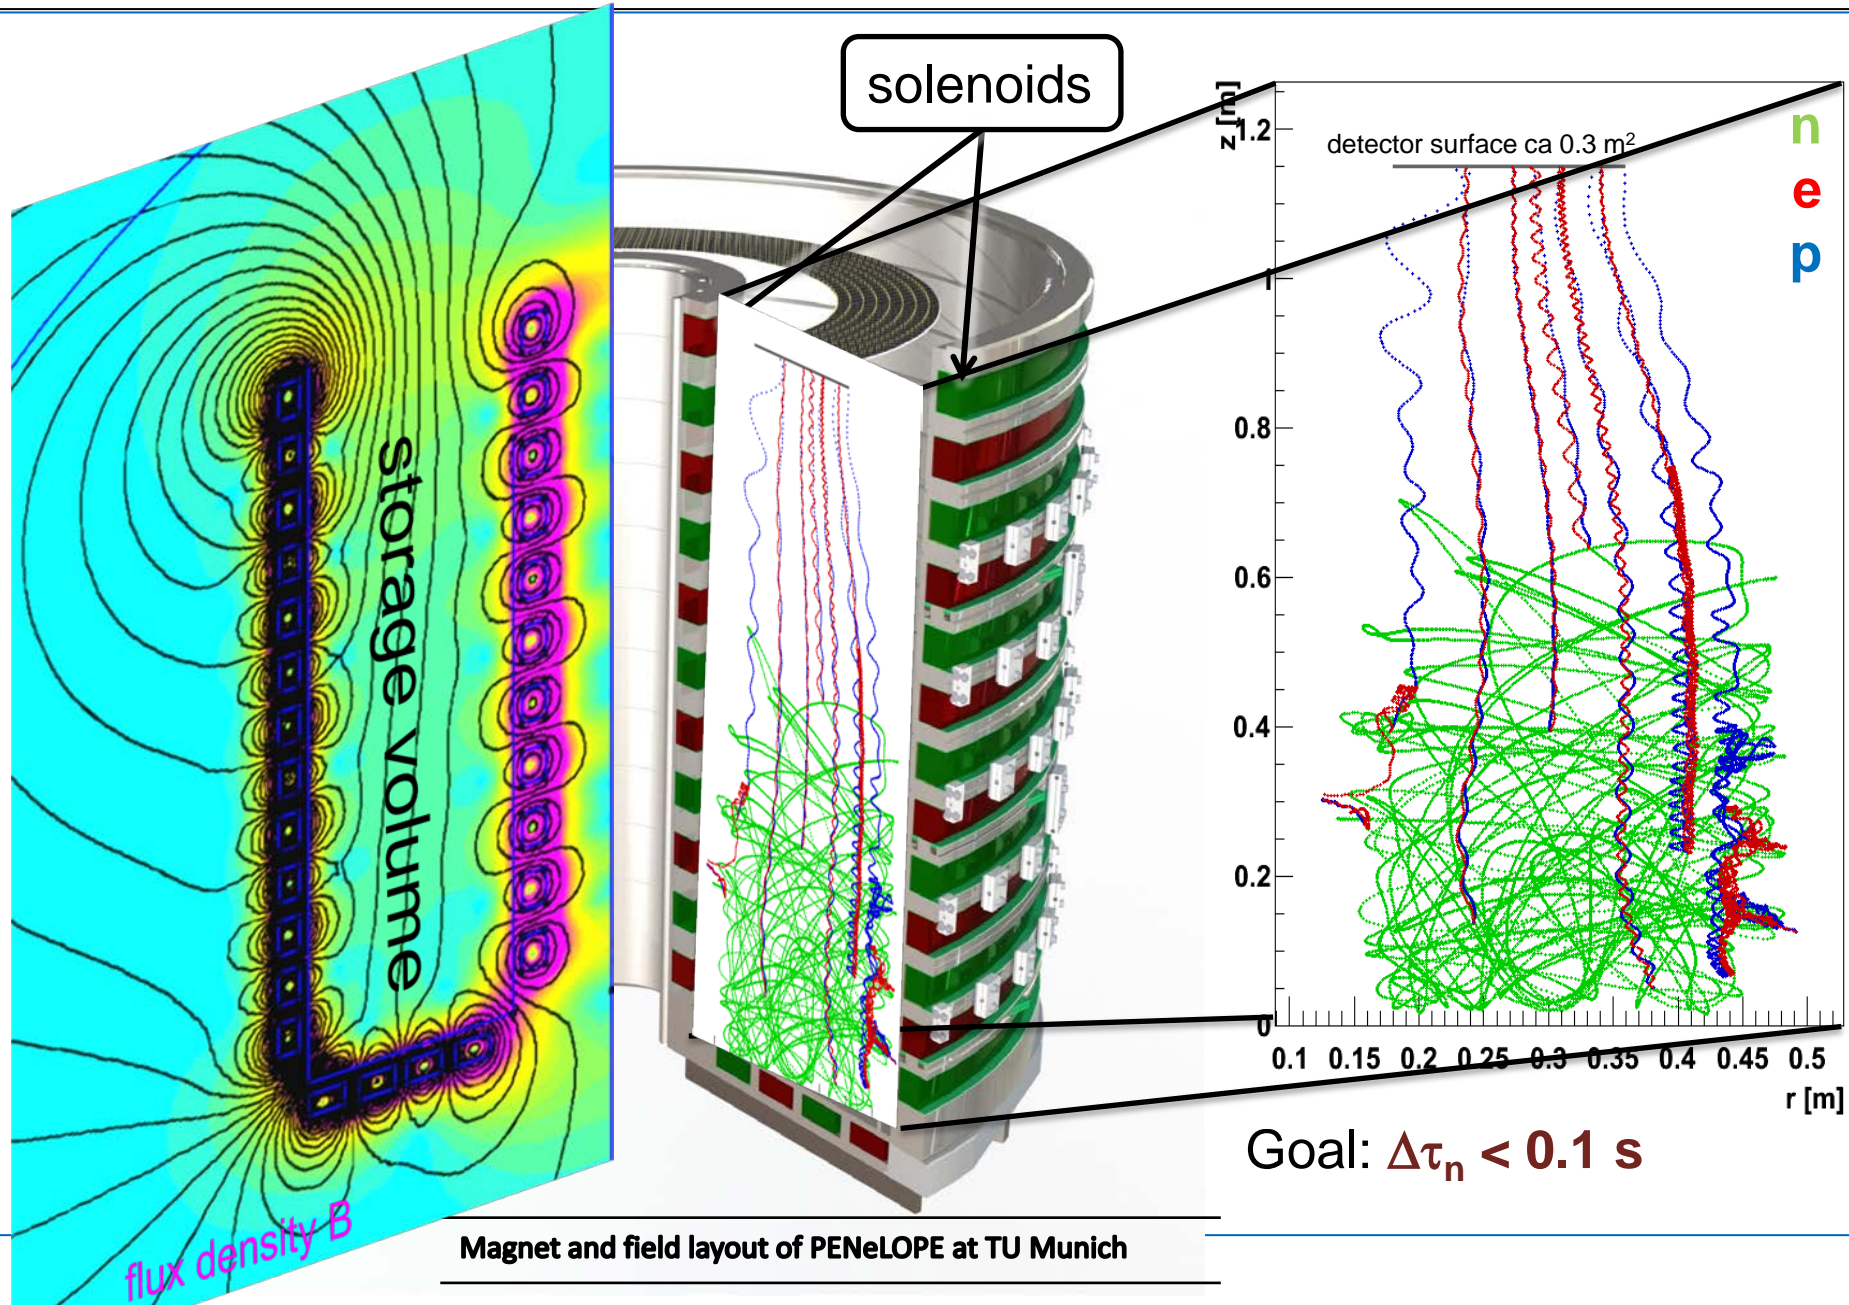 solenoids
z [m]
1.2
1
0.8
0.6
0.4
0.2
0
detector surface ca 0.3 m²
n
e
p
storage volume
0.1 0.15 0.2 0.25 0.3 0.35 0.4 0.45 0.5
r [m]
Goal: Δτn < 0.1 s
flux density B
Magnet and field layout of PENeLOPE at TU Munich